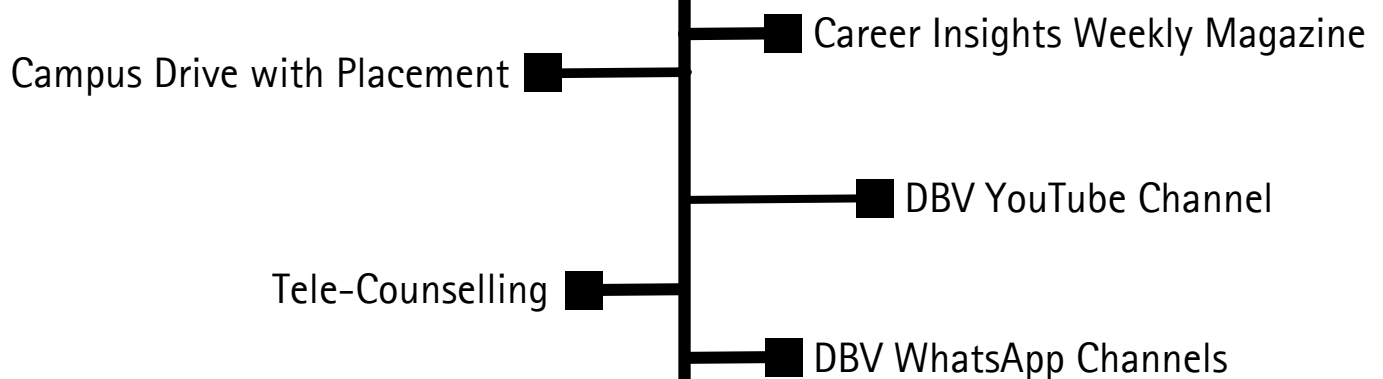 Career Insights Weekly Magazine
Campus Drive with Placement
DBV YouTube Channel
Tele-Counselling
DBV WhatsApp Channels